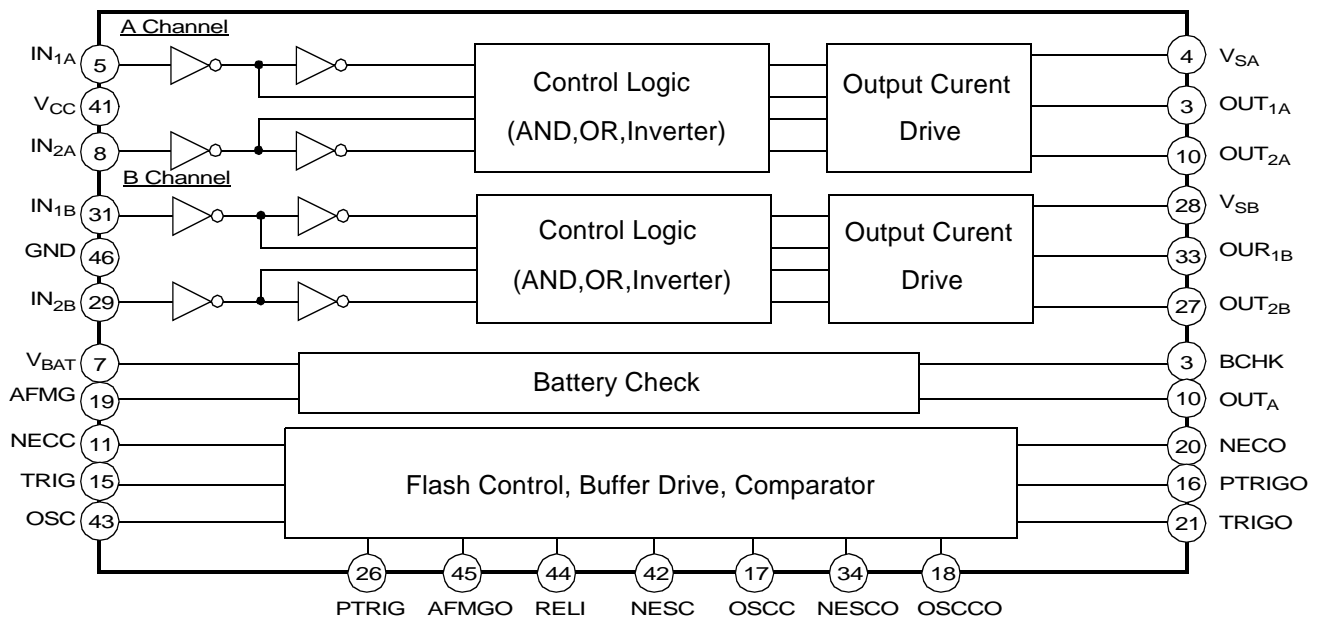 A Channel
IN1A
5
VCC
41
IN2A
8
Control Logic
(AND,OR,Inverter)
Output Curent
Drive
4
VSA
3
OUT1A
10
OUT2A
B Channel
IN1B
31
GND
46
IN2B
29
Control Logic
(AND,OR,Inverter)
Output Curent
Drive
28
VSB
33
OUR1B
27
OUT2B
VBAT
7
AFMG
19
Battery Check
3
BCHK
10
OUTA
NECC
11
TRIG
15
OSC
43
Flash Control, Buffer Drive, Comparator
20
NECO
16
PTRIGO
21
TRIGO
26 45 44 42 17 34 18
PTRIG AFMGO RELI NESC OSCC NESCO OSCCO